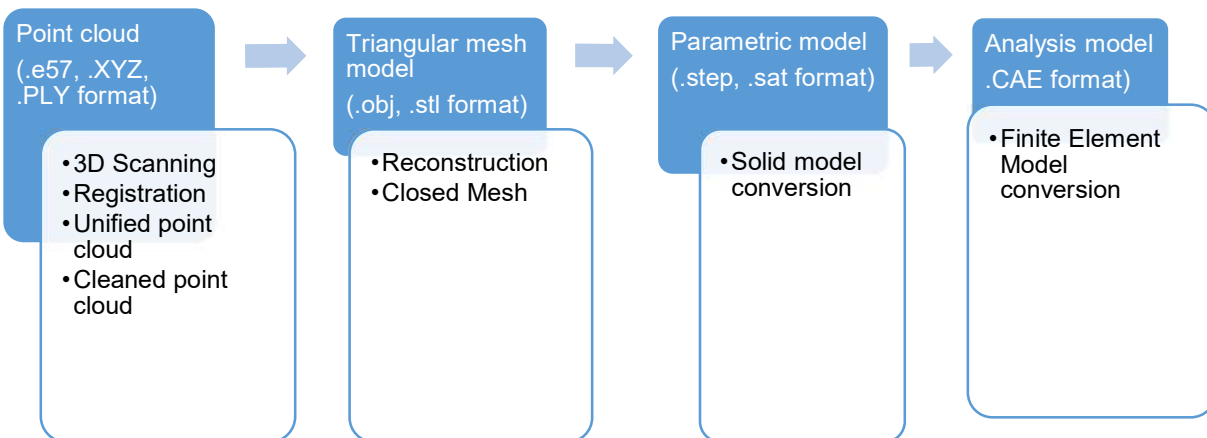 Point cloud
(.e57, .XYZ,
.PLY format)
•3D Scanning
•Registration
•Unified point
cloud
•Cleaned point
cloud
Triangular mesh
model
(.obj, .stl format)
•Reconstruction
•Closed Mesh
Parametric model
(.step, .sat format)
•Solid model
conversion
Analysis model
.CAE format)
•Finite Element
Model
conversion